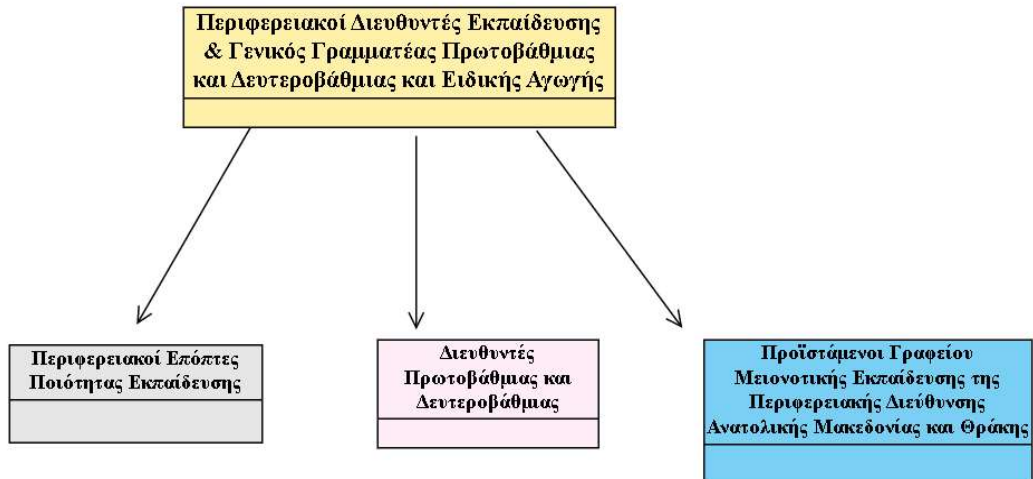 Περιφερειακοί Διευθυντές Εκπαίδευσης
& Γενικός Γραμματέας Πρωτοβάθμιας
και Δευτεροβάθμιας και Ειδικής Αγωγής
Περιφερειακοί Επόπτες
Ποιότητας Εκπαίδευσης
Διευθυντές
Πρωτοβάθμιας και
Δευτεροβάθμιας
Προϊστάμενοι Γραφείου
Μειονοτικής Εκπαίδευσης της
Περιφερειακής Διεύθυνσης
Ανατολικής Μακεδονίας και Θράκης